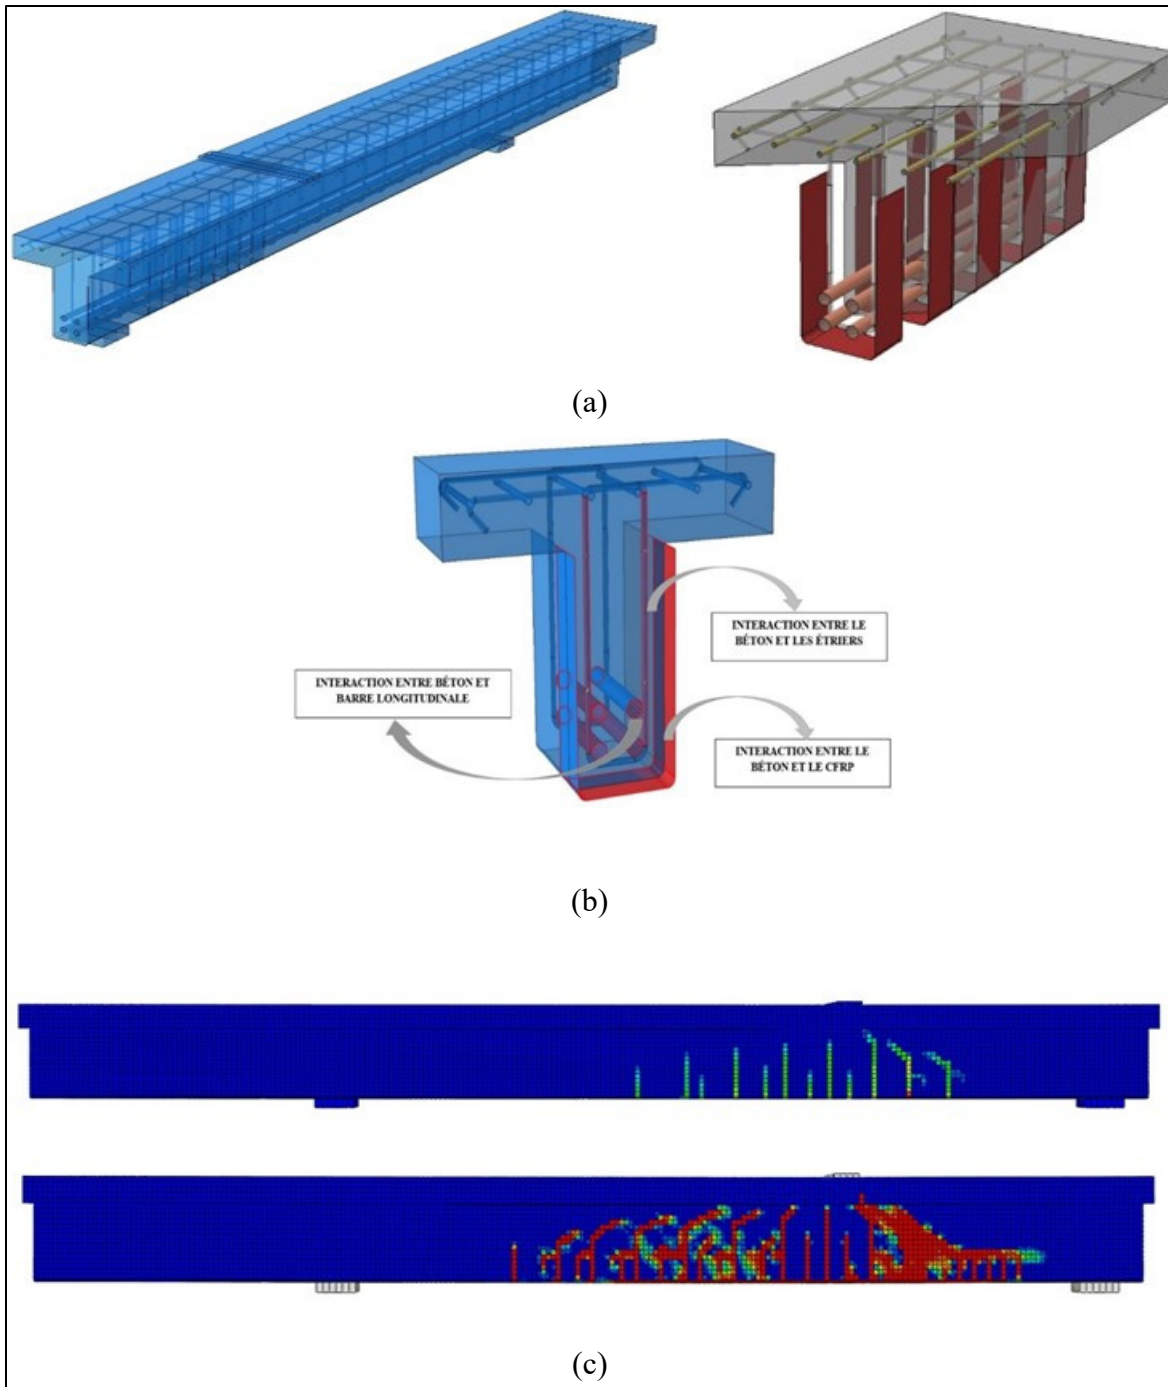 (a)
INTERACTION ENTRE LE
BÉTON ET LES ÉTRIERS
INTERACTION ENTRE BÉTON ET
BARRE LONGITUDINALE
INTERACTION ENTRE LE
BÉTON ET LE CFRP
(b)
(c)